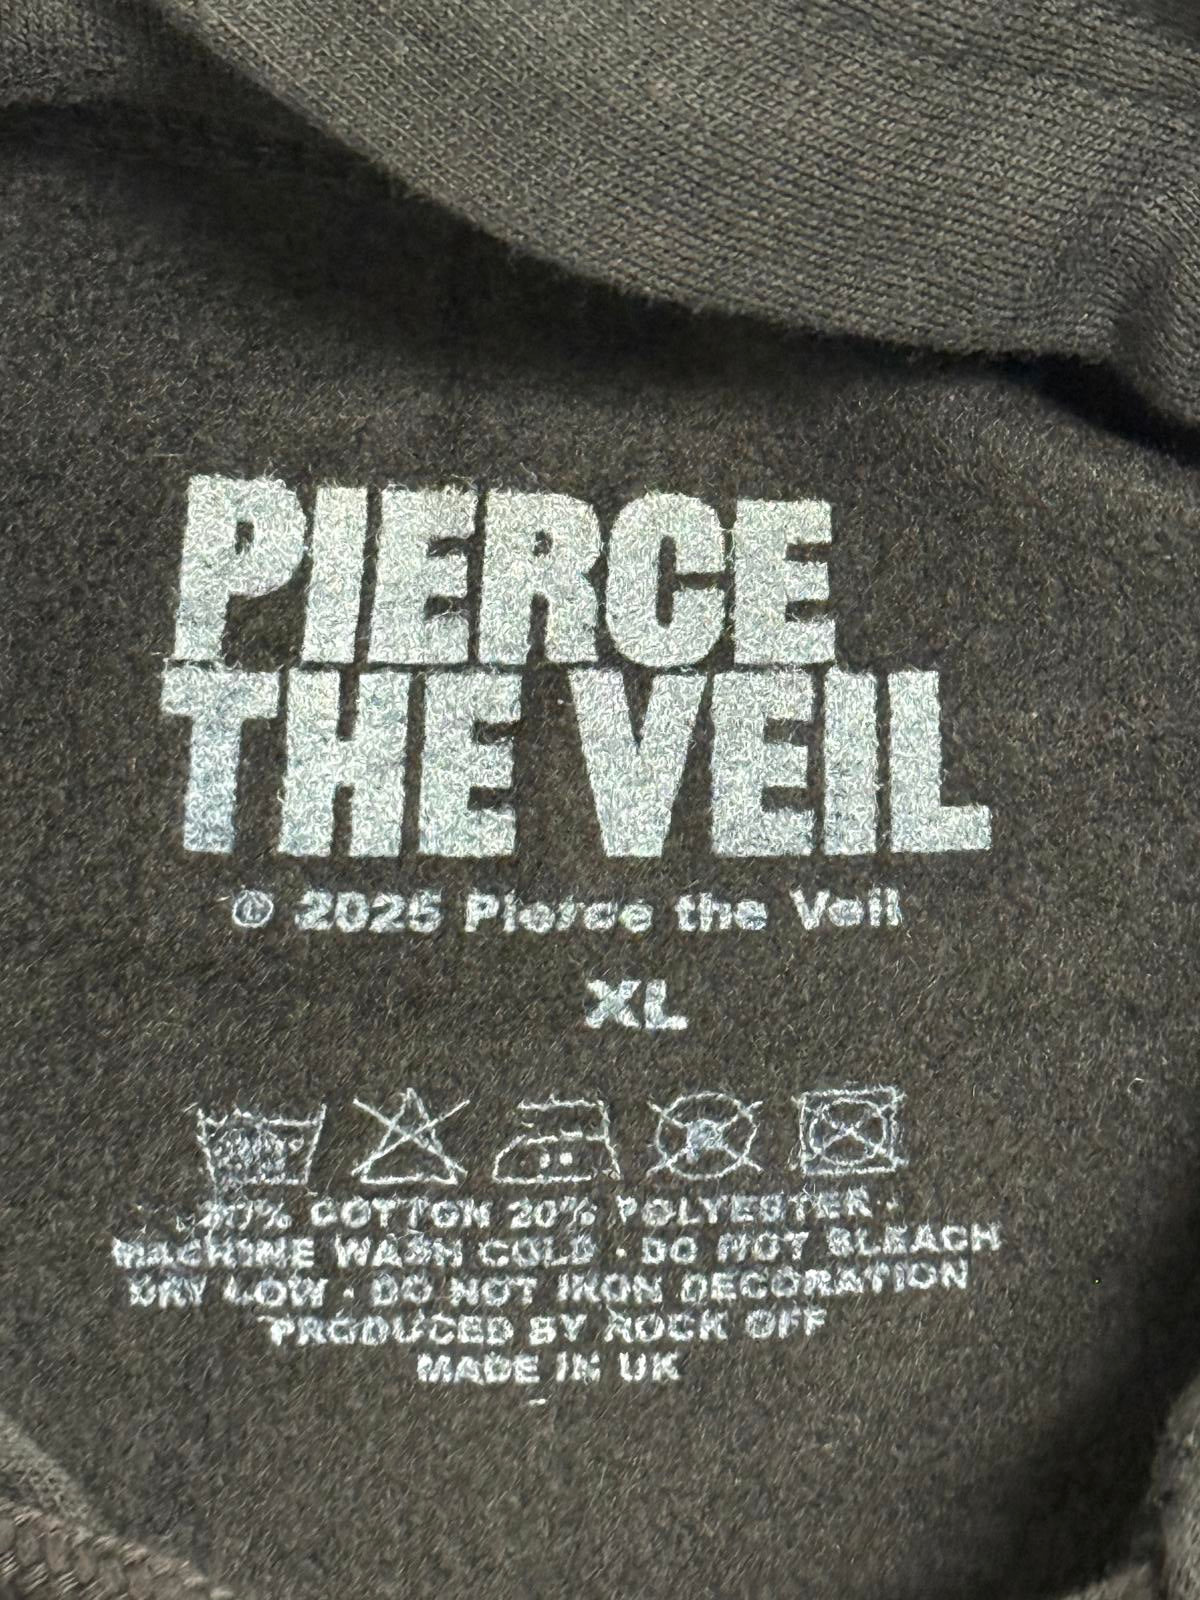 PIERCE
THE VEIL
© 2025 Pierce the Veil
XL
80% COTTON 20% POLYESTER ·
MACHINE WASH COLD · DO NOT BLEACH
DRY LOW · DO NOT IRON DECORATION
PRODUCED BY ROCK OFF
MADE IN UK